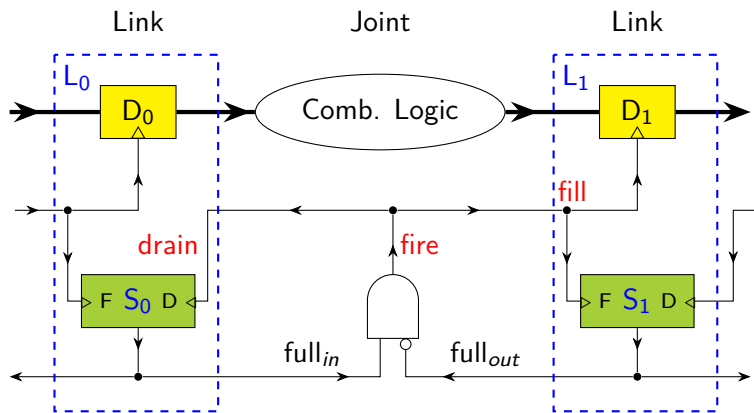 Link Joint Link
L0 L1
D0 Comb. Logic D1
fill
drain fire
F S0 D F S1 D
fullin fullout